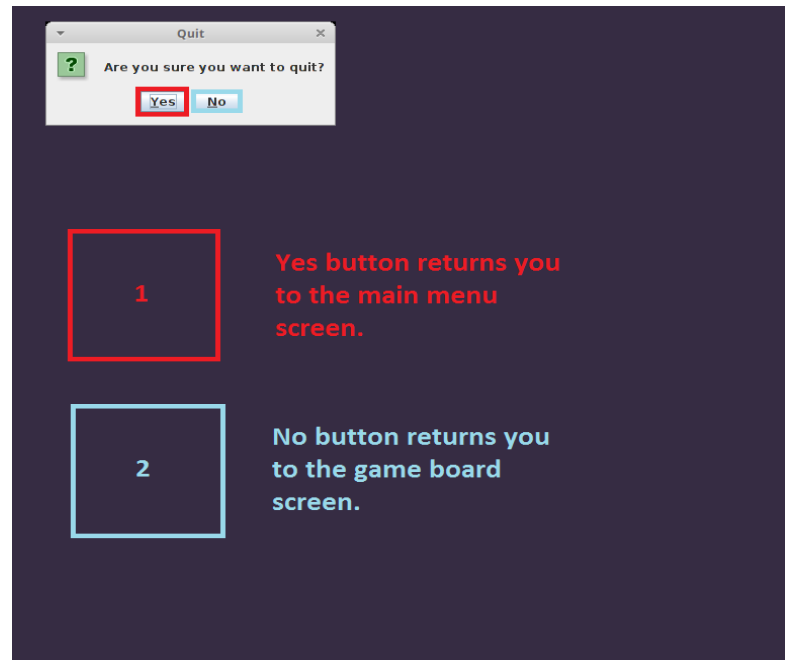 Quit
?
Are you sure you want to quit?
Yes No
1
Yes button returns you
to the main menu
screen.
2
No button returns you
to the game board
screen.